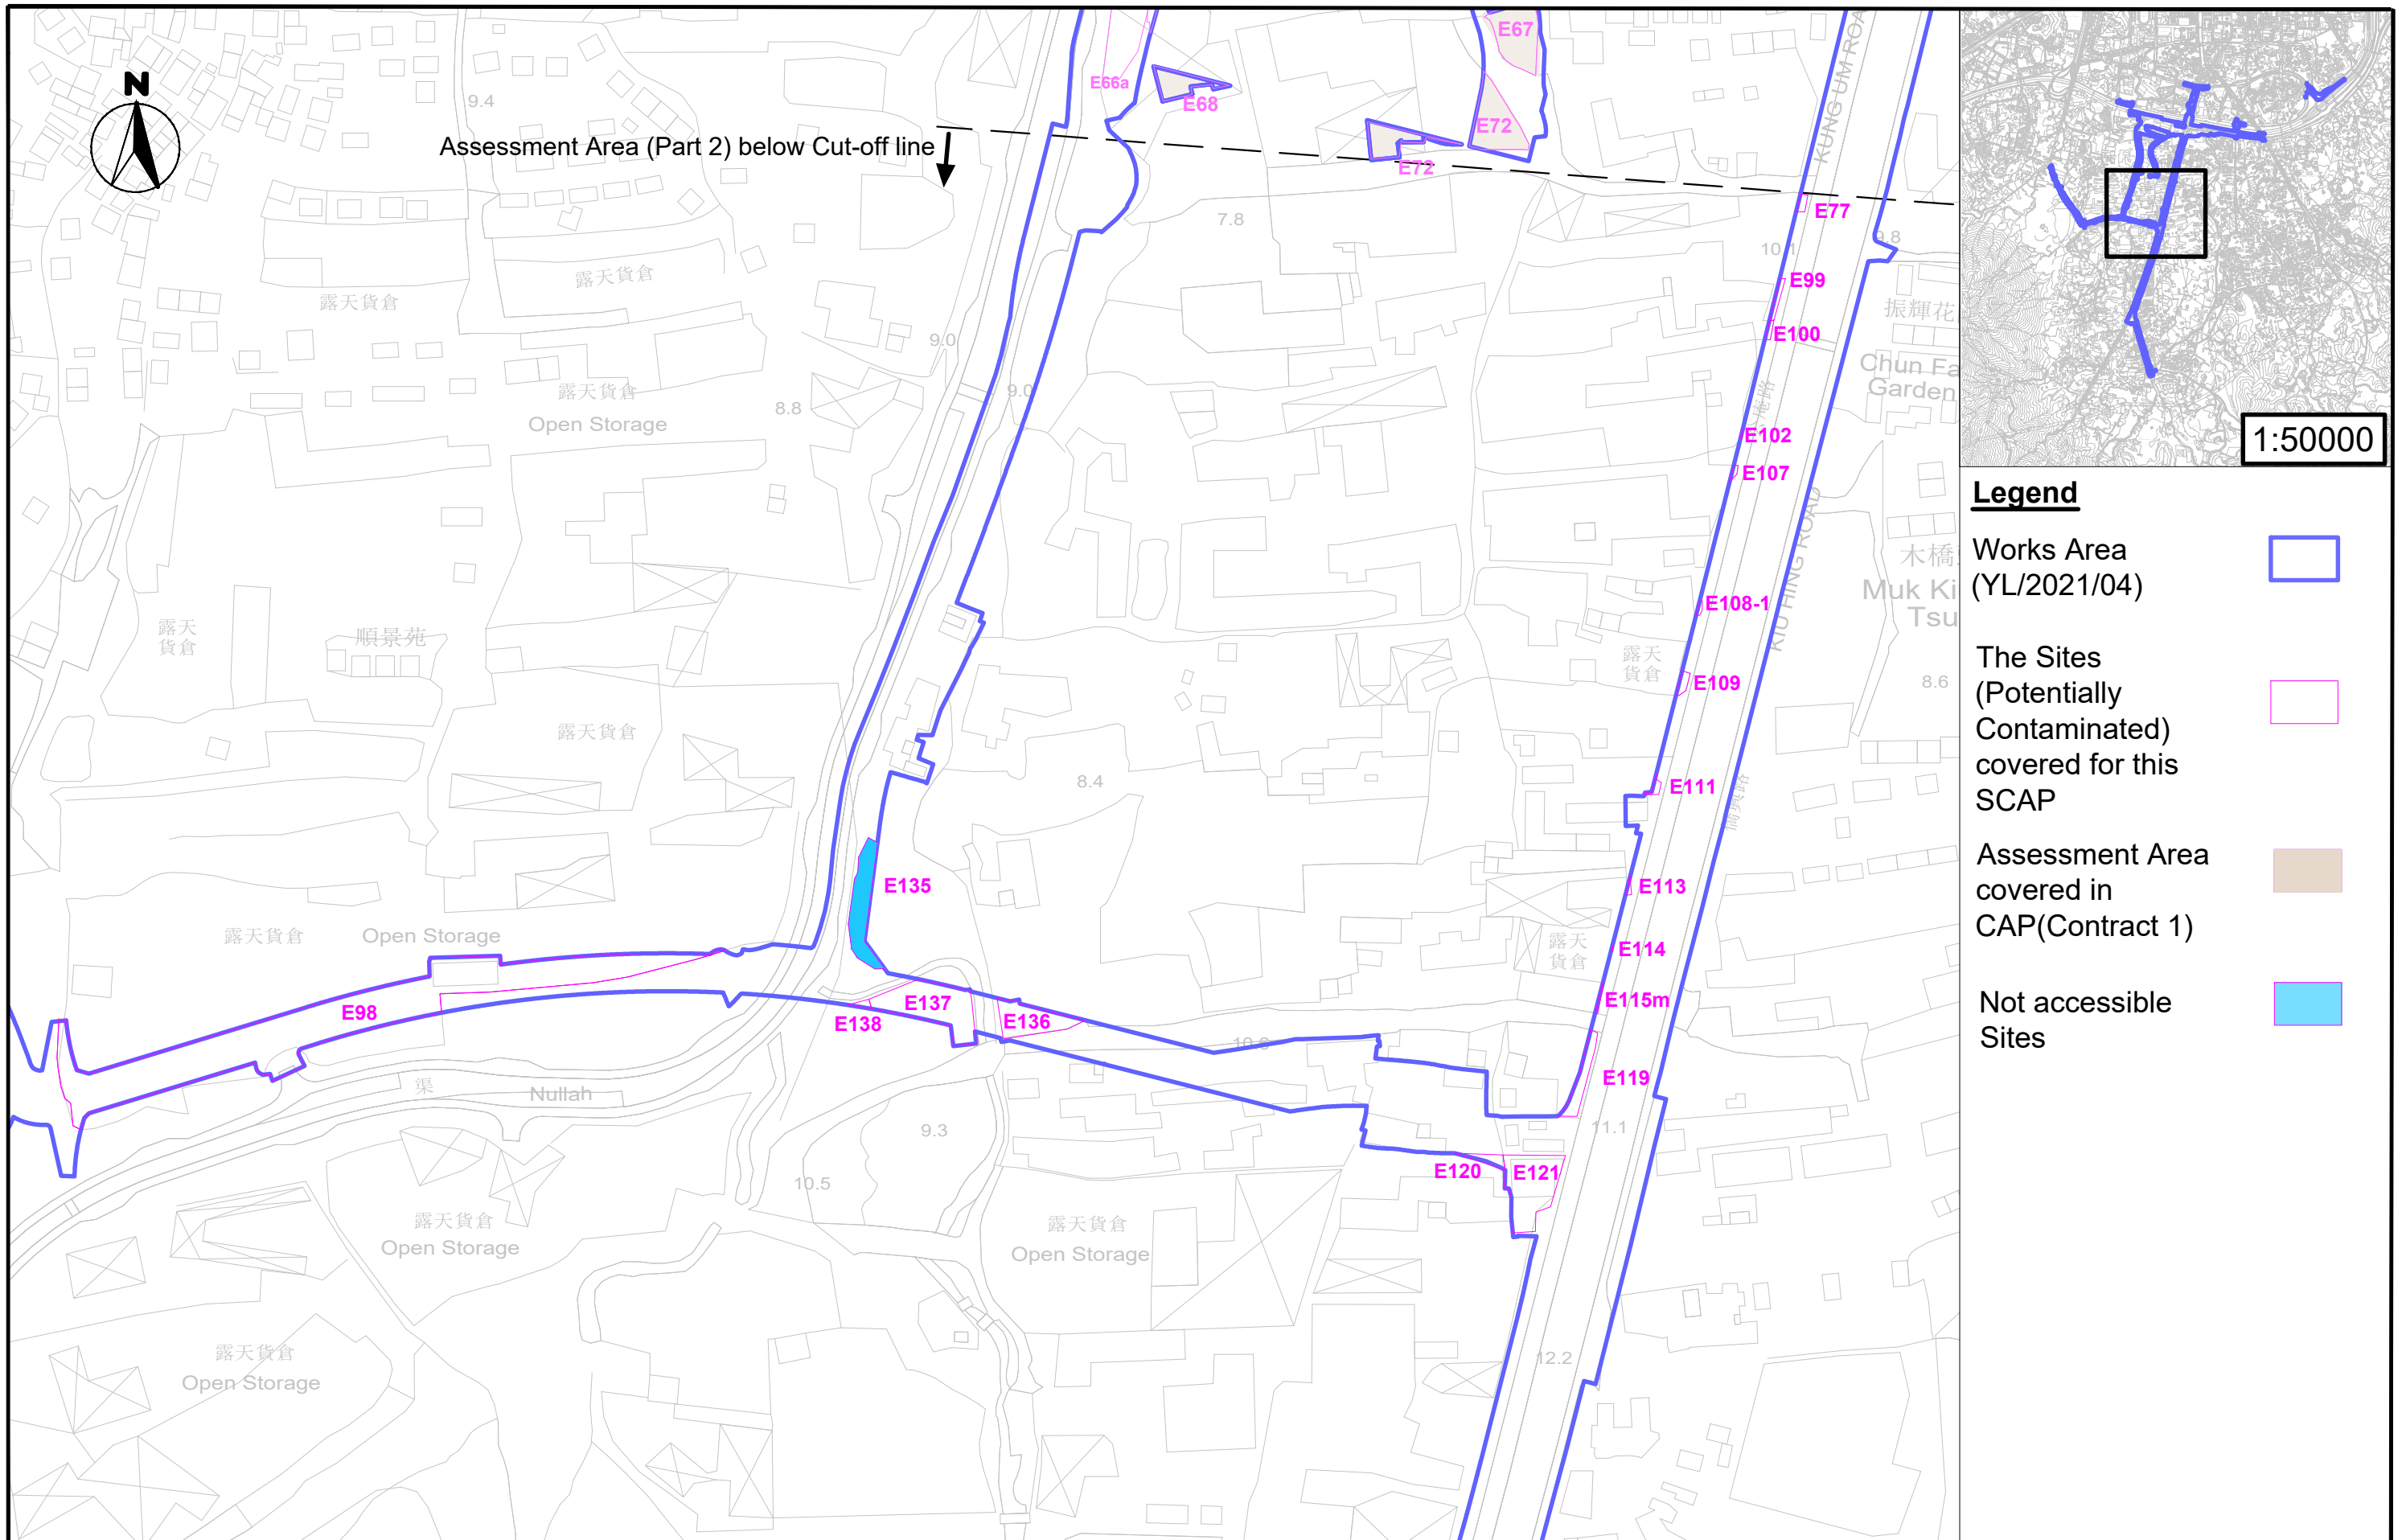 N
9.4
Assessment Area (Part 2) below Cut-off line
E66a
E68
E67
E72
E72
KUNG UM ROA
E77
7.8
10.1
9.8
露天貨倉
露天貨倉
E99
振輝花
E100
9.0
9.0
Chun Fa
Garden
露天貨倉
Open Storage
8.8
E102
E107
KIU HING ROAD
木橋
Muk Ki
Tsu
E108-1
露天
貨倉
順景苑
露天
貨倉
E109
8.6
露天貨倉
8.4
E111
E135
E113
露天貨倉
Open Storage
露天
貨倉
E114
E98
E137
E138
E136
E115m
10.6
渠
Nullah
E119
9.3
11.1
E120
E121
10.5
露天貨倉
Open Storage
露天貨倉
Open Storage
露天貨倉
Open Storage
12.2
1:50000
Legend
Works Area
(YL/2021/04)
The Sites
(Potentially
Contaminated)
covered for this
SCAP
Assessment Area
covered in
CAP(Contract 1)
Not accessible
Sites